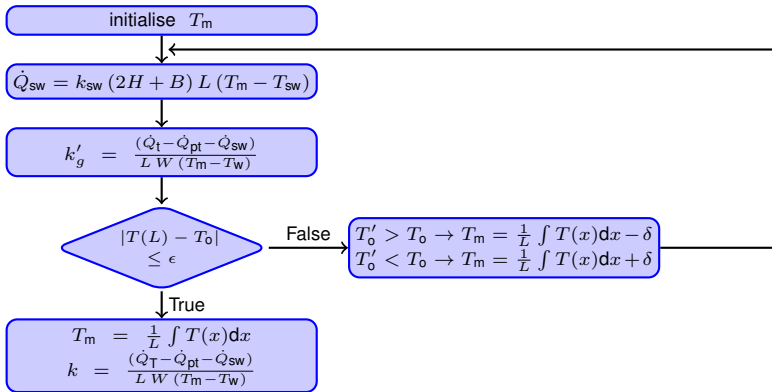 initialise T_m
Q̇_sw = k_sw (2H + B) L (T_m − T_sw)
k′_g = (Q̇_t−Q̇_pt−Q̇_sw) / L W (T_m−T_w)
|T(L) − T_o|
≤ ϵ
False
T′_o > T_o → T_m = 1/L ∫ T(x)dx−δ
T′_o < T_o → T_m = 1/L ∫ T(x)dx+δ
True
T_m = 1/L ∫ T(x)dx
k = (Q̇_T−Q̇_pt−Q̇_sw) / L W (T_m−T_w)